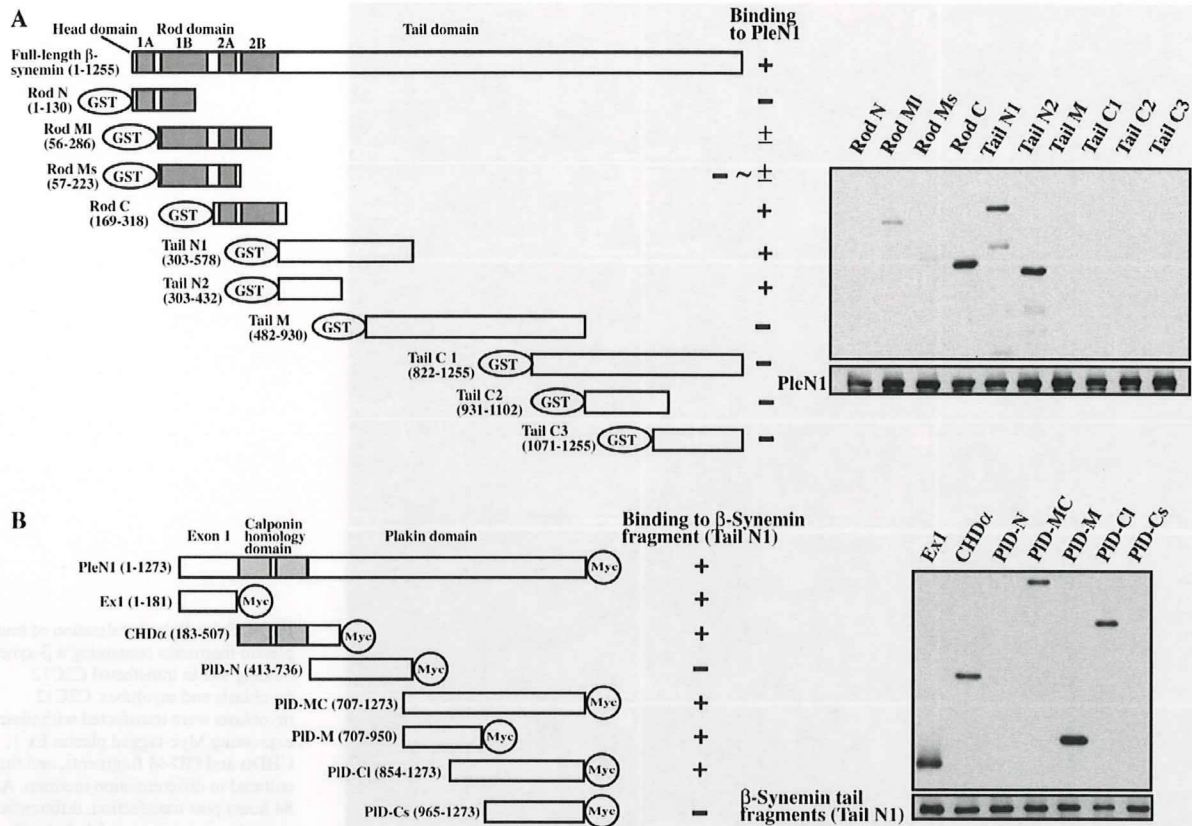 A
Head domain
Rod domain
1A 1B 2A 2B
Tail domain
Binding
to PleN1
Full-length β-
synemin (1-1255)
+
Rod N
(1-130)
GST
-
Rod Ml
(56-286)
GST
±
Rod Ms
(57-223)
GST
- ~ ±
Rod C
(169-318)
GST
+
Tail N1
(303-578)
GST
+
Tail N2
(303-432)
GST
+
Tail M
(482-930)
GST
-
Tail C 1
(822-1255)
GST
-
Tail C2
(931-1102)
GST
-
Tail C3
(1071-1255)
GST
-
Rod N
Rod Ml
Rod Ms
Rod C
Tail N1
Tail N2
Tail M
Tail C1
Tail C2
Tail C3
PleN1
B
Exon 1
Calponin
homology
domain
Plakin domain
Binding to β-Synemin
fragment (Tail N1)
PleN1 (1-1273)
Myc
+
Ex1 (1-181)
Myc
+
CHDα (183-507)
Myc
+
PlD-N (413-736)
Myc
-
PlD-MC (707-1273)
Myc
+
PlD-M (707-950)
Myc
+
PlD-Cl (854-1273)
Myc
+
PlD-Cs (965-1273)
Myc
-
Ex1
CHDα
PlD-N
PlD-MC
PlD-M
PlD-Cl
PlD-Cs
β-Synemin tail
fragments (Tail N1)